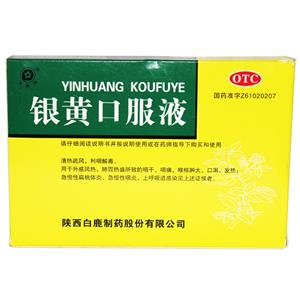 OTC
国药准字Z61020207
YINHUANG KOUFUYE
银黄口服液
请仔细阅读说明书并按说明使用或在药师指导下购买和使用
清热疏风，利咽解毒。
用于外感风热、肺胃热盛所致的咽干、咽痛、喉核肿大、口渴、发热；
急慢性扁桃体炎、急慢性咽炎、上呼吸道感染见上述证候者。
陕西白鹿制药股份有限公司